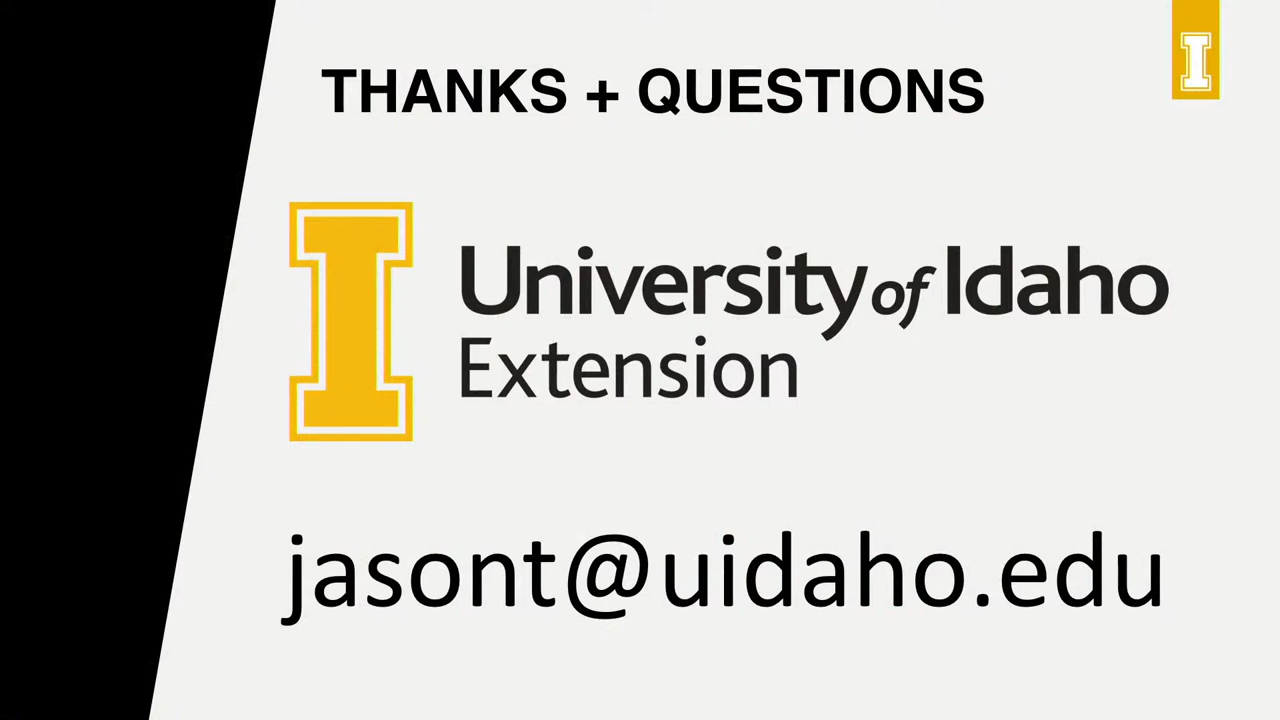 THANKS + QUESTIONS
I
I
University of Idaho
Extension
jasont@uidaho.edu